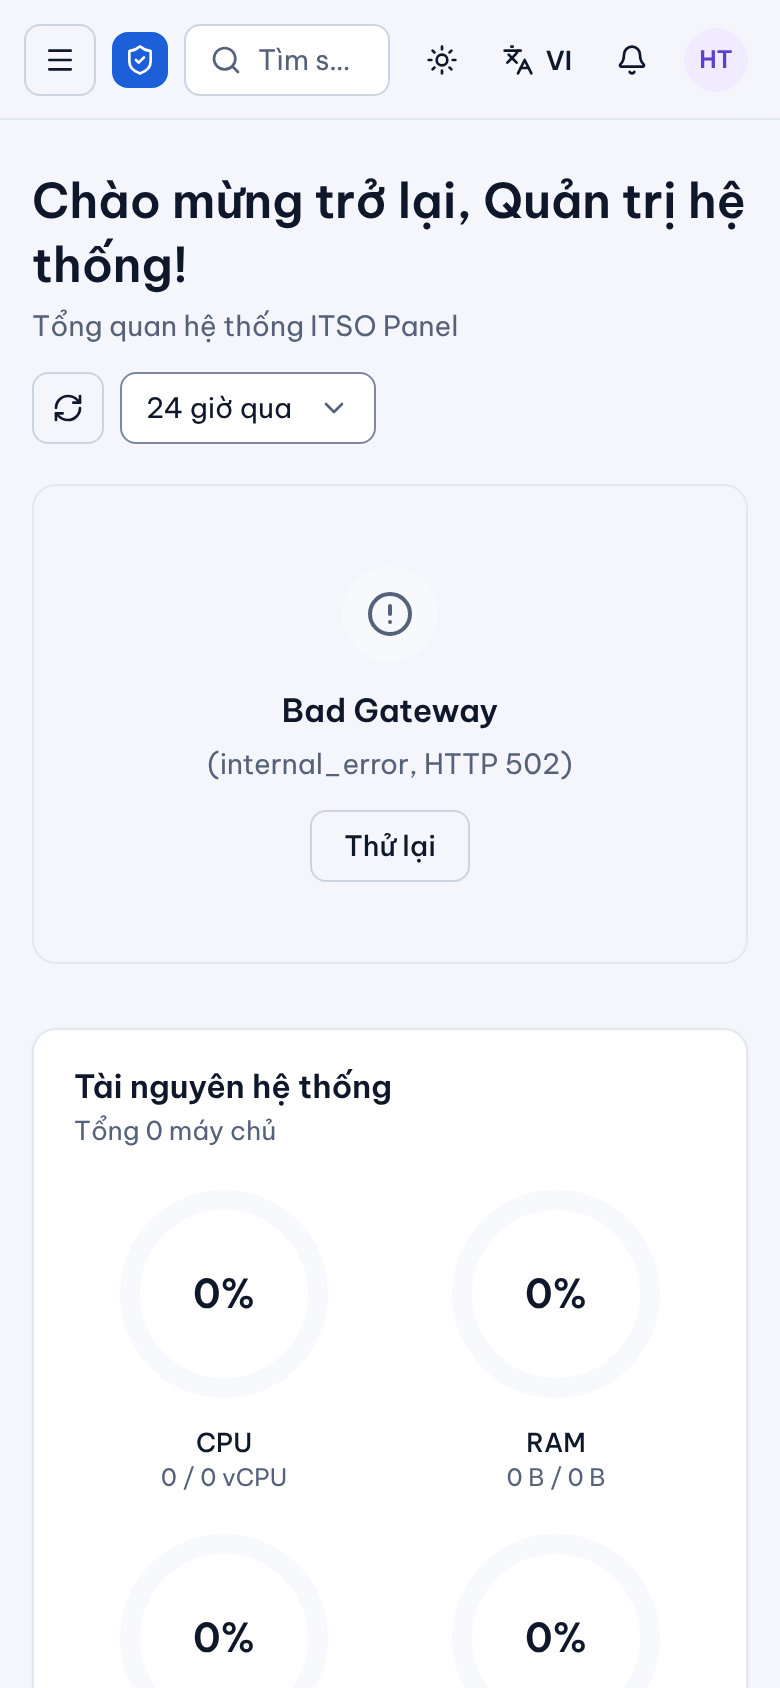 Tìm s...
VI
HT
Chào mừng trở lại, Quản trị hệ
thống!
Tổng quan hệ thống ITSO Panel
24 giờ qua
Bad Gateway
(internal_error, HTTP 502)
Thử lại
Tài nguyên hệ thống
Tổng 0 máy chủ
0%
0%
CPU
RAM
0 / 0 vCPU
0 B / 0 B
0%
0%